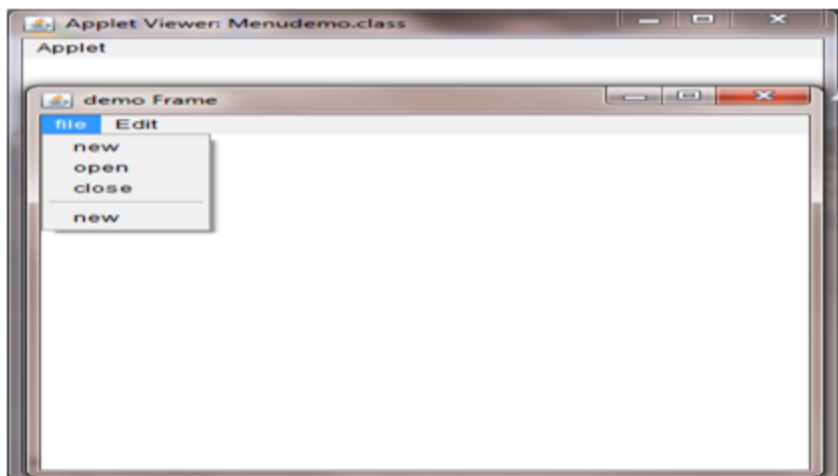 Applet Viewer: Menudemo.class
Applet
demo Frame
file Edit
new
open
close
new